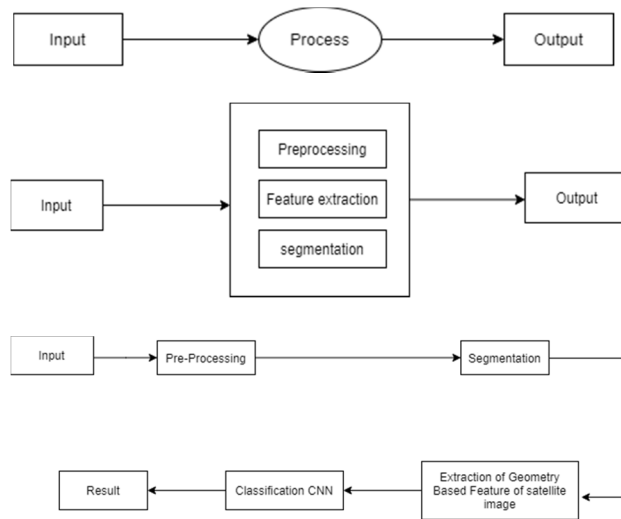 Input
Process
Output
Preprocessing
Input
Feature extraction
Output
segmentation
Input
Pre-Processing
Segmentation
Result
Classification CNN
Extraction of Geometry
Based Feature of satellite
image